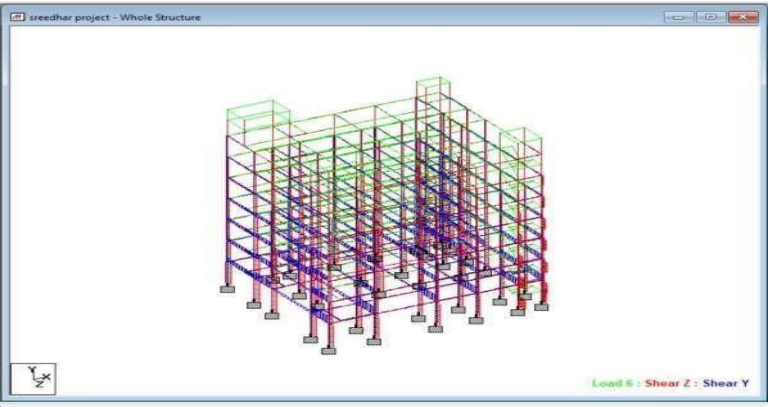 sreedhar project - Whole Structure
Y
X
Z
Load 6 : Shear Z : Shear Y